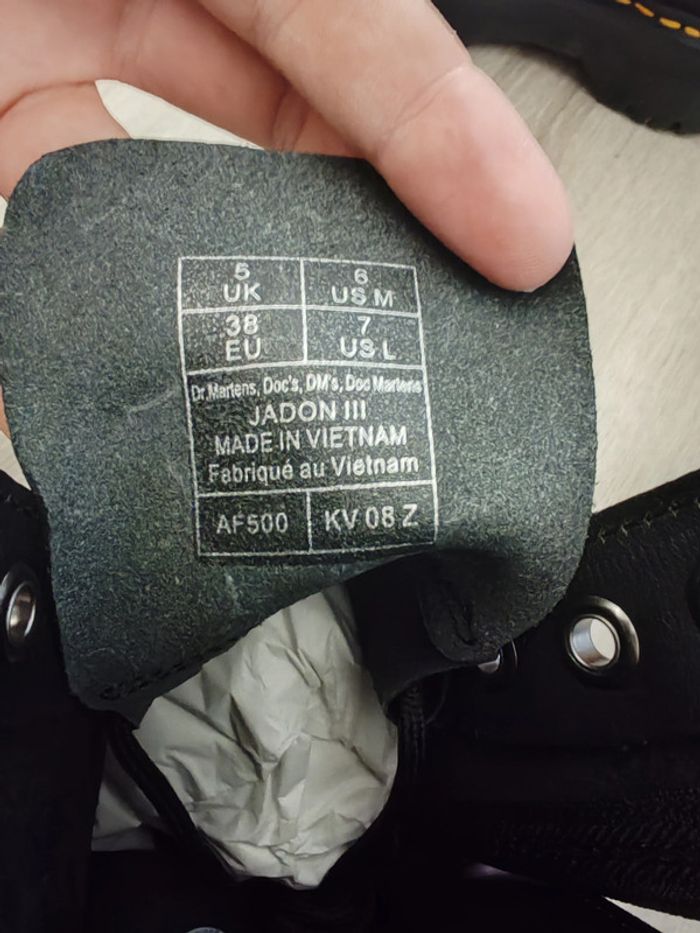 5 UK
6 US M
38 EU
7 US L
Dr.Martens, Doc's, DM's, Doc Martens
JADON III
MADE IN VIETNAM
Fabriqué au Vietnam
AF500
KV 08 Z